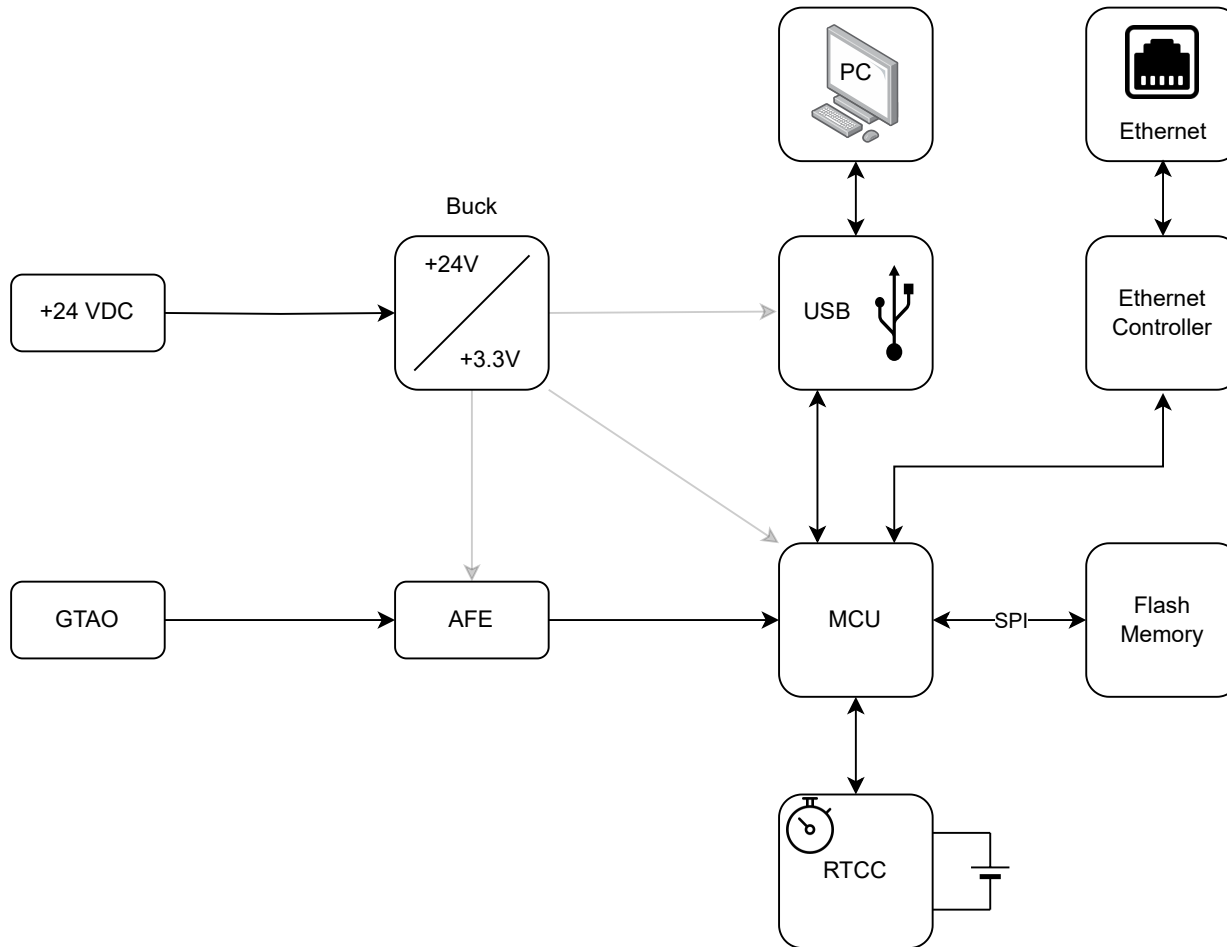 PC
Ethernet
Buck
+24 VDC
+24V
+3.3V
USB
Ethernet
Controller
GTAO
AFE
MCU
SPI
Flash
Memory
RTCC